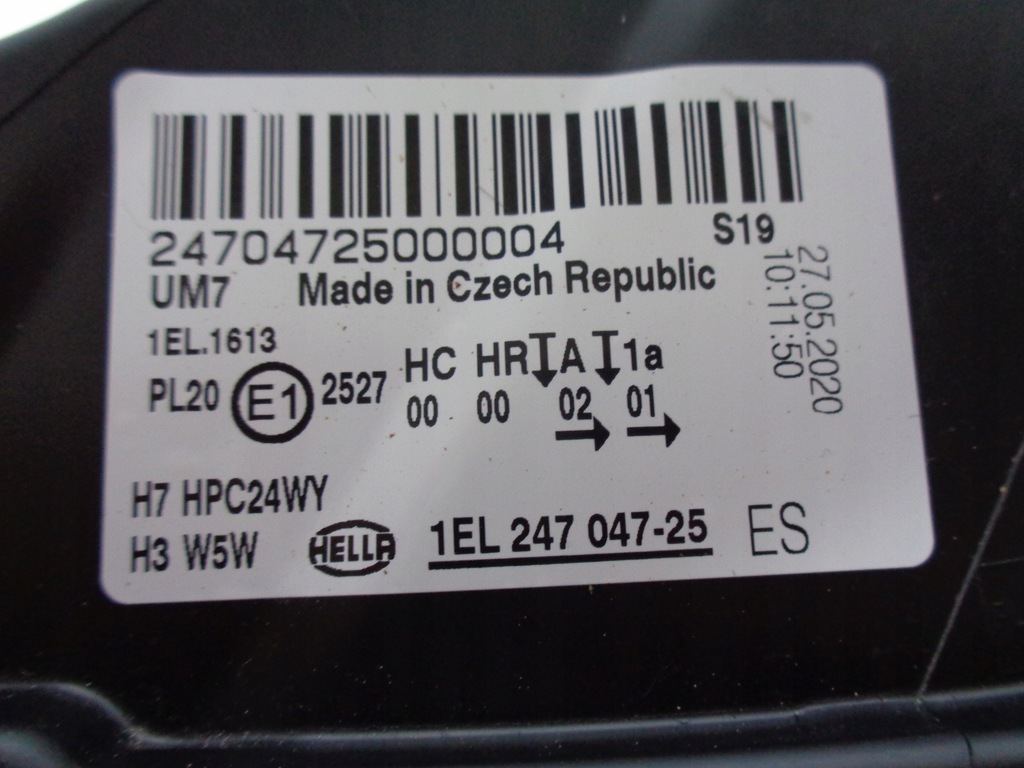 24704725000004
S19
UM7 Made in Czech Republic
27.05.2020
10:11:50
1EL.1613
PL20 E1 2527
HC HR A 1a
00 00 02 01
H7 HPC24WY
H3 W5W HELLA 1EL 247 047-25 ES